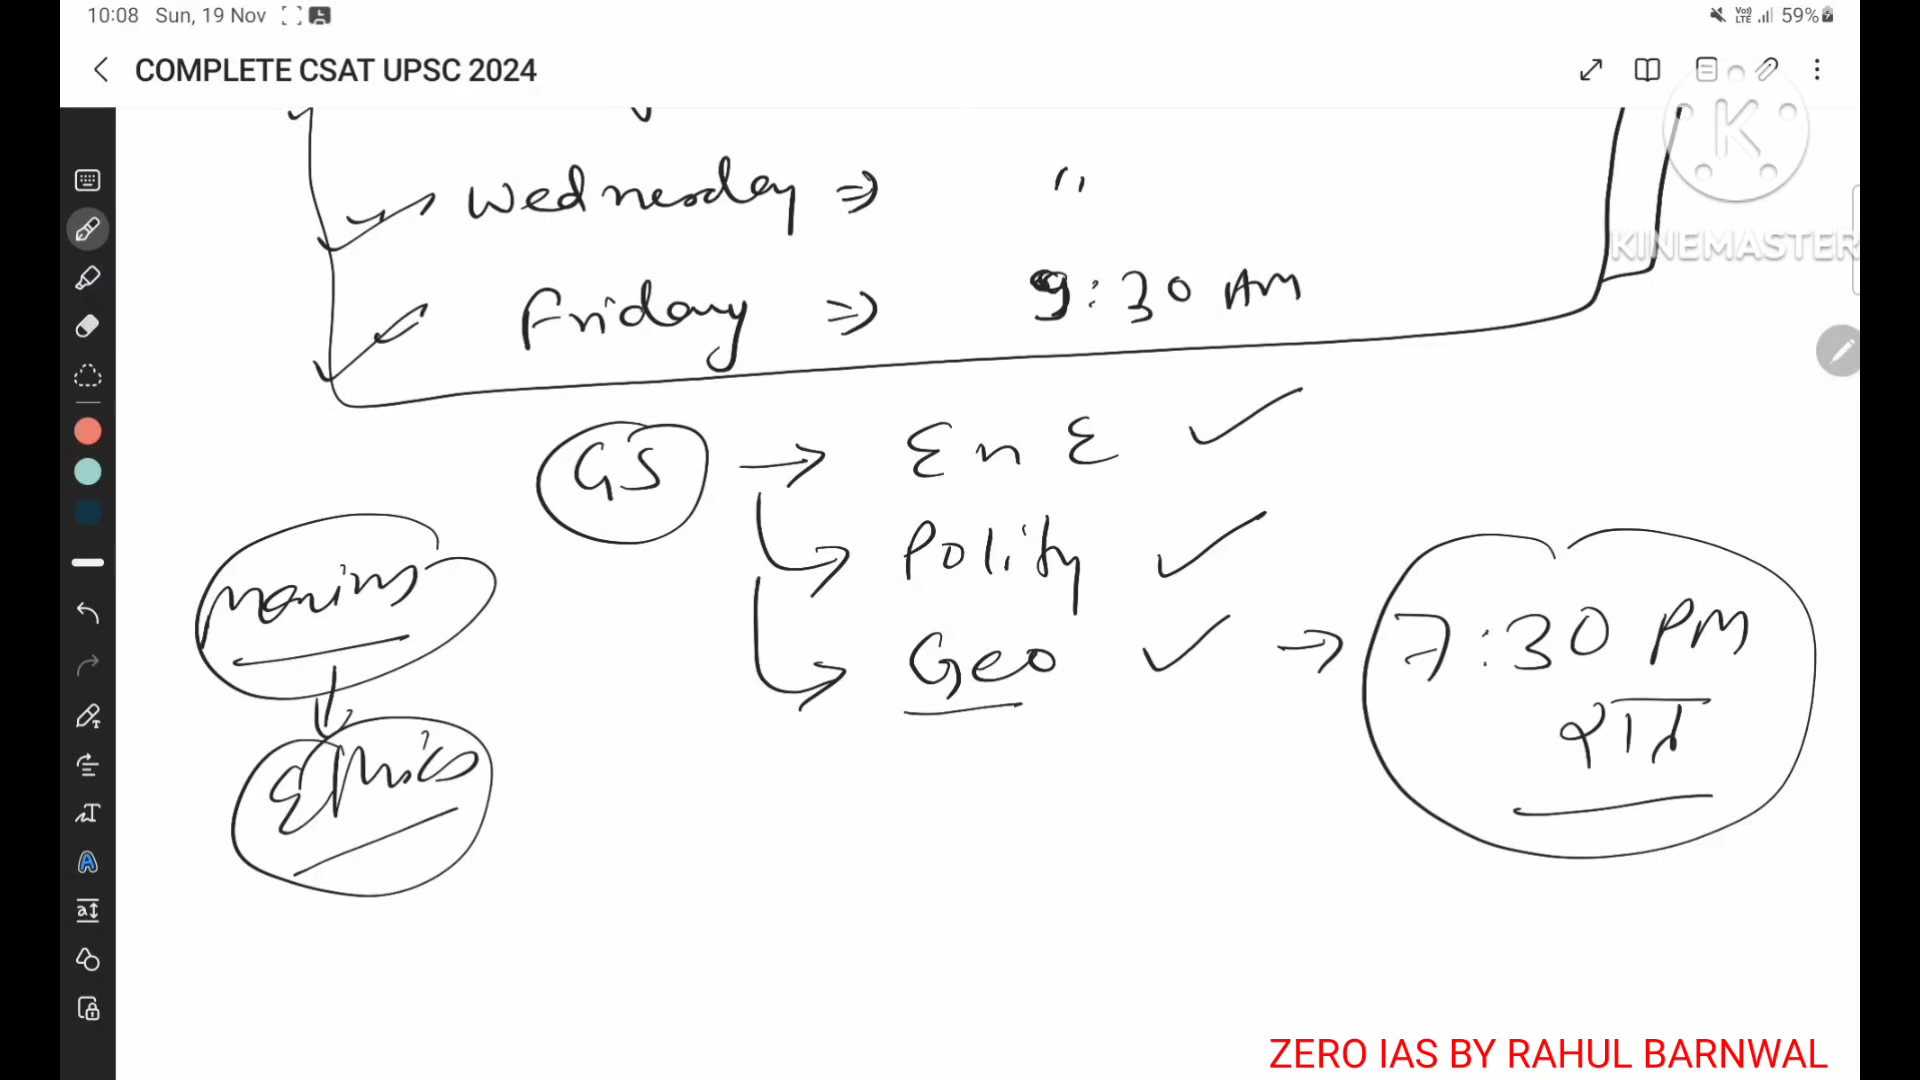 10:08 Sun, 19 Nov
59%
COMPLETE CSAT UPSC 2024
K
KINEMASTER
Wednesday ⇒ "
Friday ⇒ 9:30 AM
GS → EnE ✓
Polity ✓
Geo ✓ → 7:30 PM
Ethics
ZERO IAS BY RAHUL BARNWAL